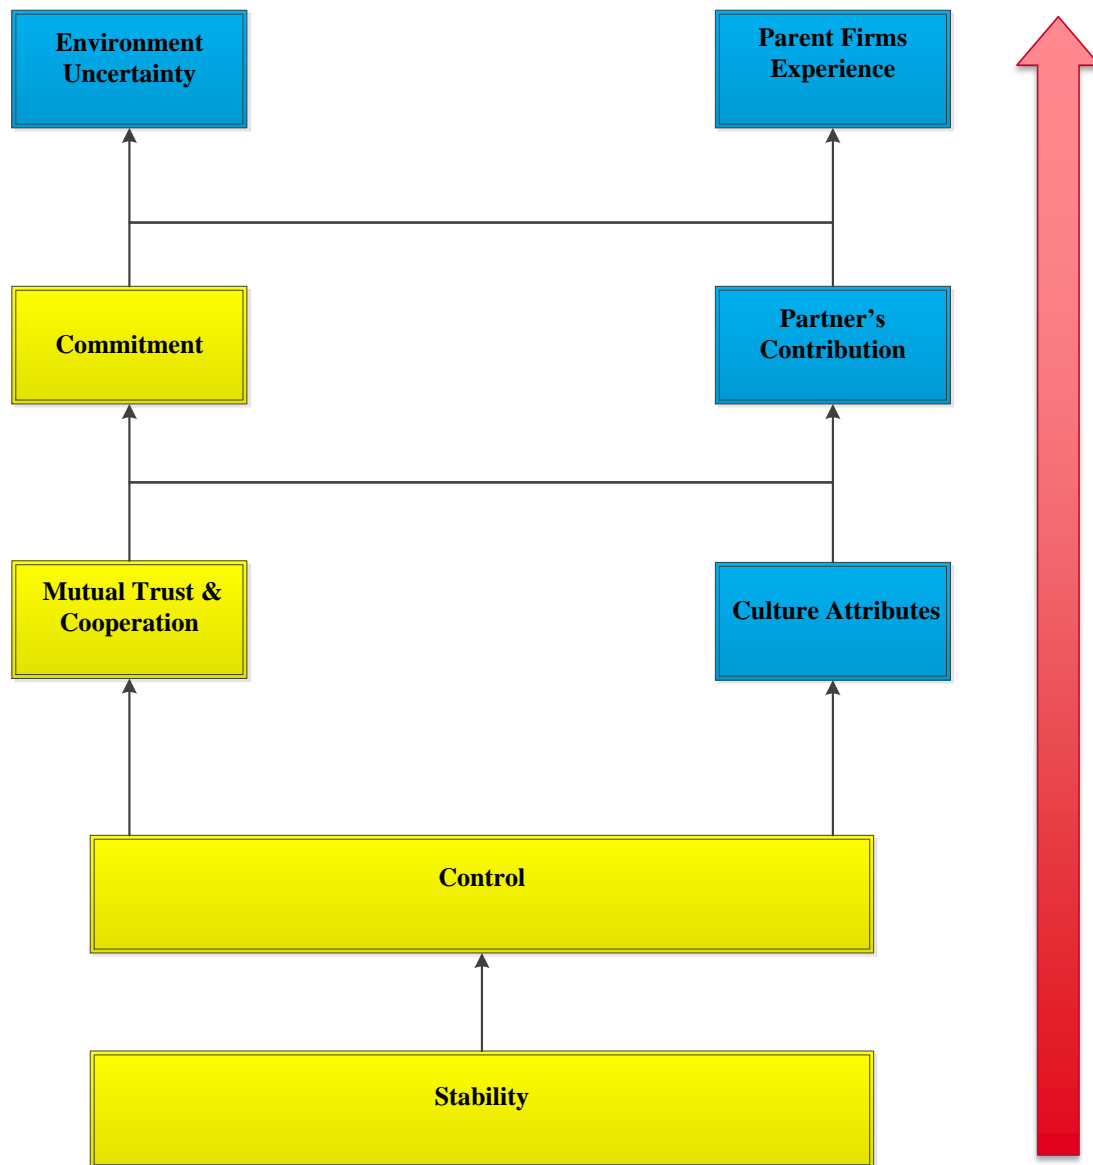 Environment
Uncertainty
Parent Firms
Experience
Commitment
Partner’s
Contribution
Mutual Trust &
Cooperation
Culture Attributes
Control
Stability